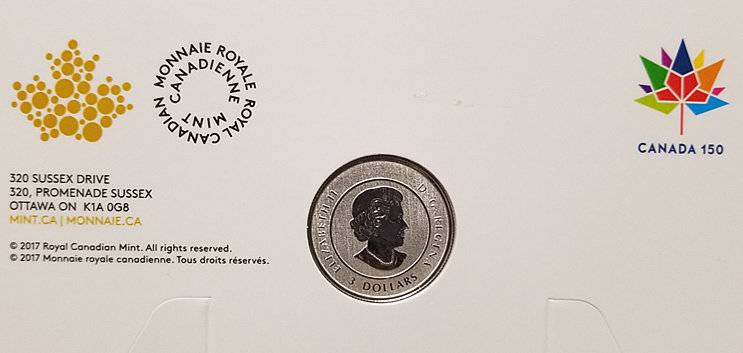 MONNAIE ROYALE CANADIENNE
ROYAL CANADIAN MINT
CANADA 150
320 SUSSEX DRIVE
320, PROMENADE SUSSEX
OTTAWA ON K1A 0G8
MINT.CA | MONNAIE.CA
© 2017 Royal Canadian Mint. All rights reserved.
© 2017 Monnaie royale canadienne. Tous droits réservés.
ELIZABETH II D·G·REGINA
3 DOLLARS